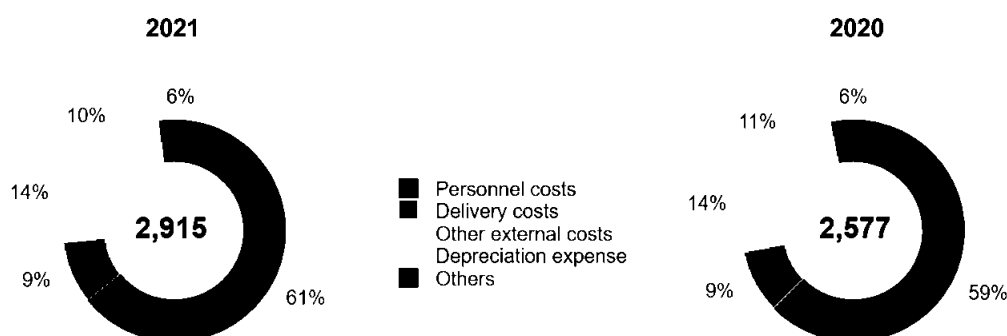 2021
2020
6%
10%
14%
2,915
9%
61%
Personnel costs
Delivery costs
Other external costs
Depreciation expense
Others
6%
11%
14%
2,577
9%
59%